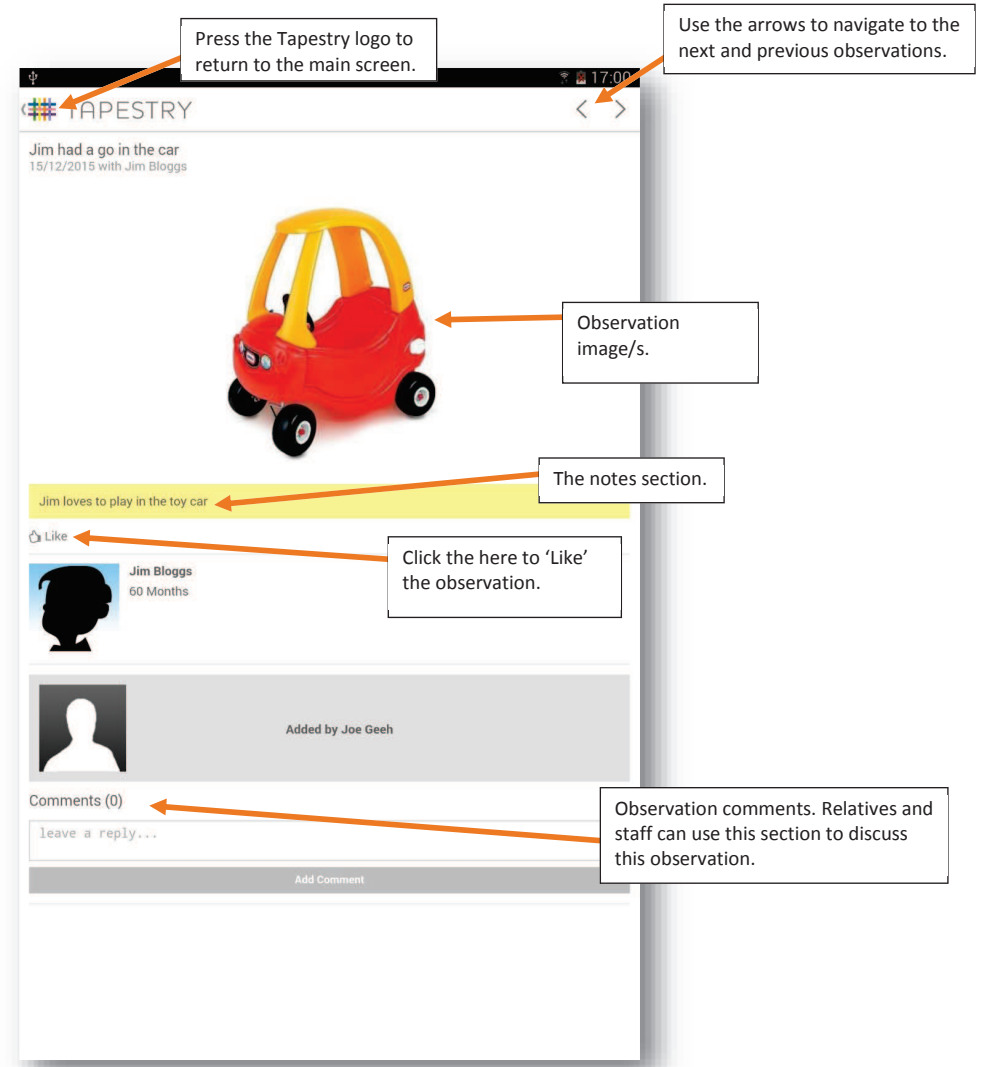 Press the Tapestry logo to
return to the main screen.
Use the arrows to navigate to the
next and previous observations.
17:00
TAPESTRY
Jim had a go in the car
15/12/2015 with Jim Bloggs
Observation
image/s.
The notes section.
Jim loves to play in the toy car
Like
Click the here to ‘Like’
the observation.
Jim Bloggs
60 Months
Added by Joe Geeh
Comments (0)
Observation comments. Relatives and
staff can use this section to discuss
this observation.
leave a reply...
Add Comment